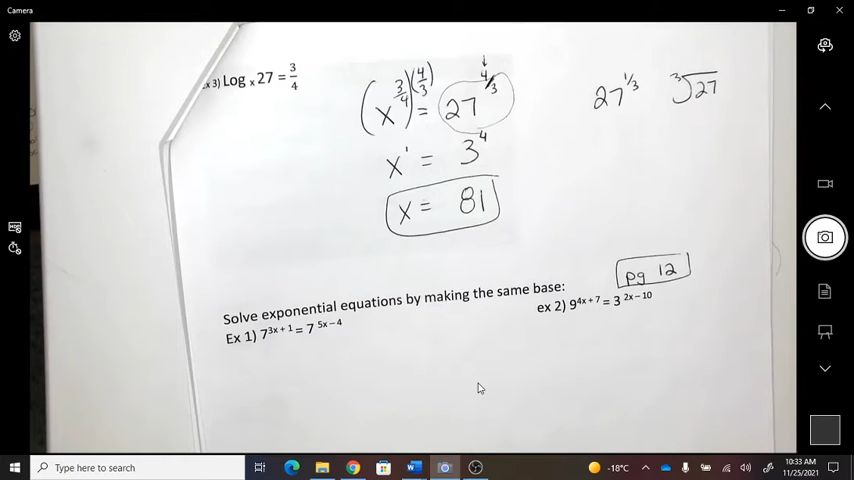 Camera
x 3) Log x 27 = 3/4
(x^3/4)^(4/3) = 27^4/3
27^1/3 ³√27
x^1 = 3^4
x = 81
pg 12
Solve exponential equations by making the same base:
Ex 1) 7^3x + 1 = 7^5x – 4
ex 2) 9^4x + 7 = 3^2x – 10
Type here to search
-18°C
10:33 AM
11/25/2021